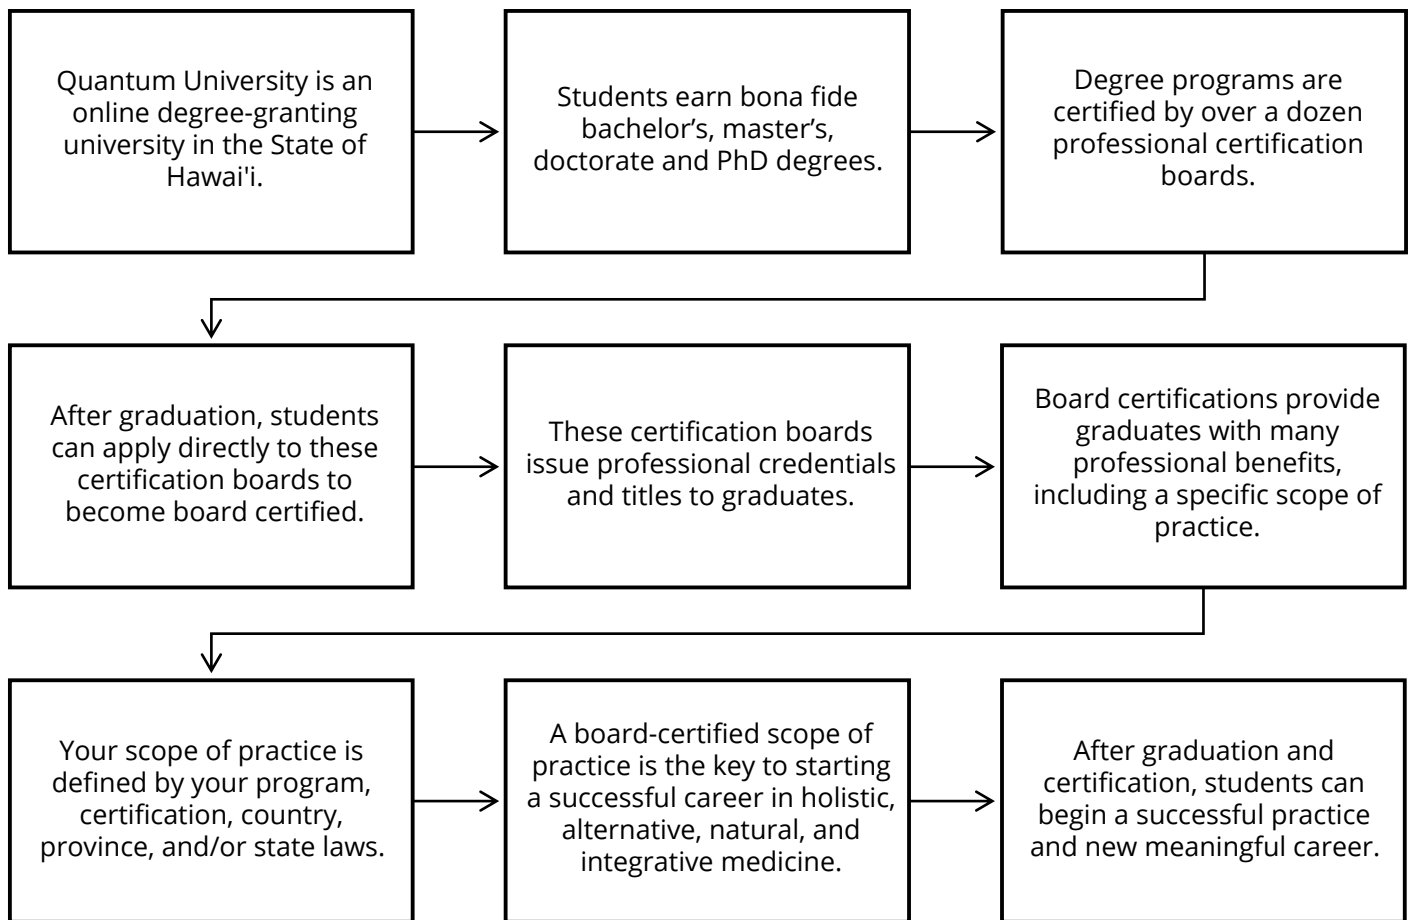 Quantum University is an
online degree-granting
university in the State of
Hawai'i.
Students earn bona fide
bachelor’s, master’s,
doctorate and PhD degrees.
Degree programs are
certified by over a dozen
professional certification
boards.
After graduation, students
can apply directly to these
certification boards to
become board certified.
These certification boards
issue professional credentials
and titles to graduates.
Board certifications provide
graduates with many
professional benefits,
including a specific scope of
practice.
Your scope of practice is
defined by your program,
certification, country,
province, and/or state laws.
A board-certified scope of
practice is the key to starting
a successful career in holistic,
alternative, natural, and
integrative medicine.
After graduation and
certification, students can
begin a successful practice
and new meaningful career.